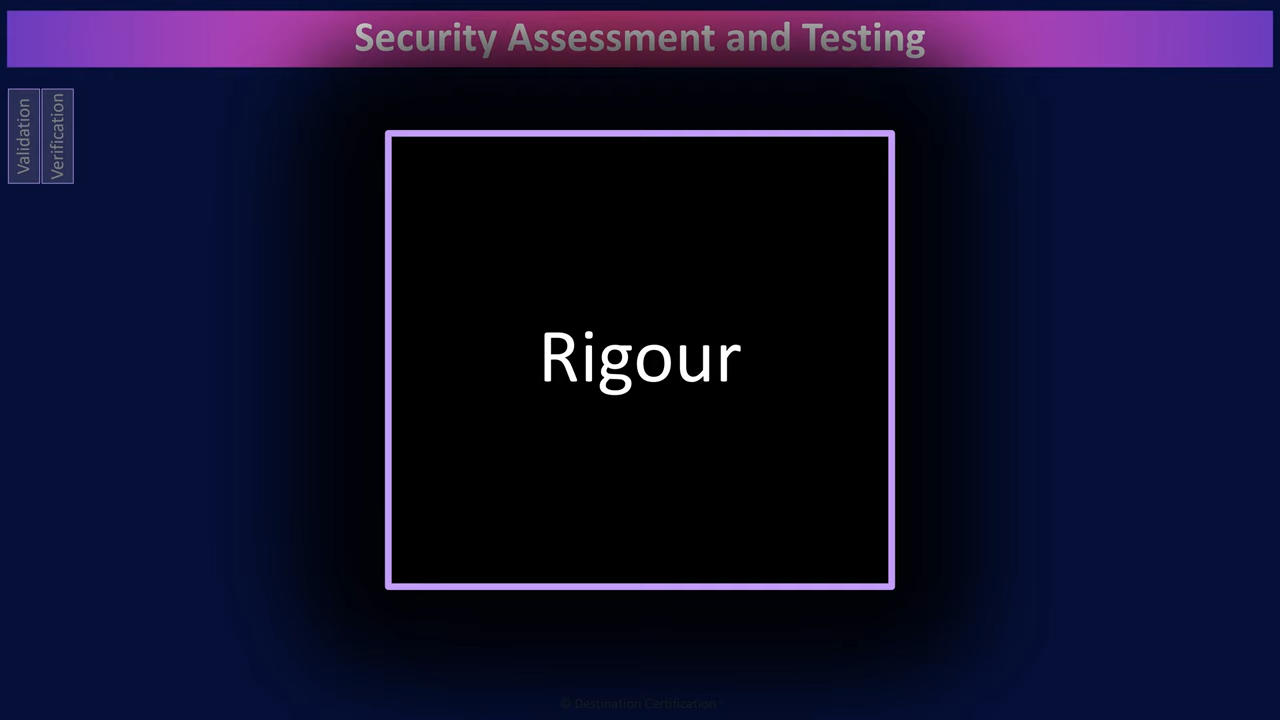 Security Assessment and Testing
Validation
Verification
Rigour
© Destination Certification